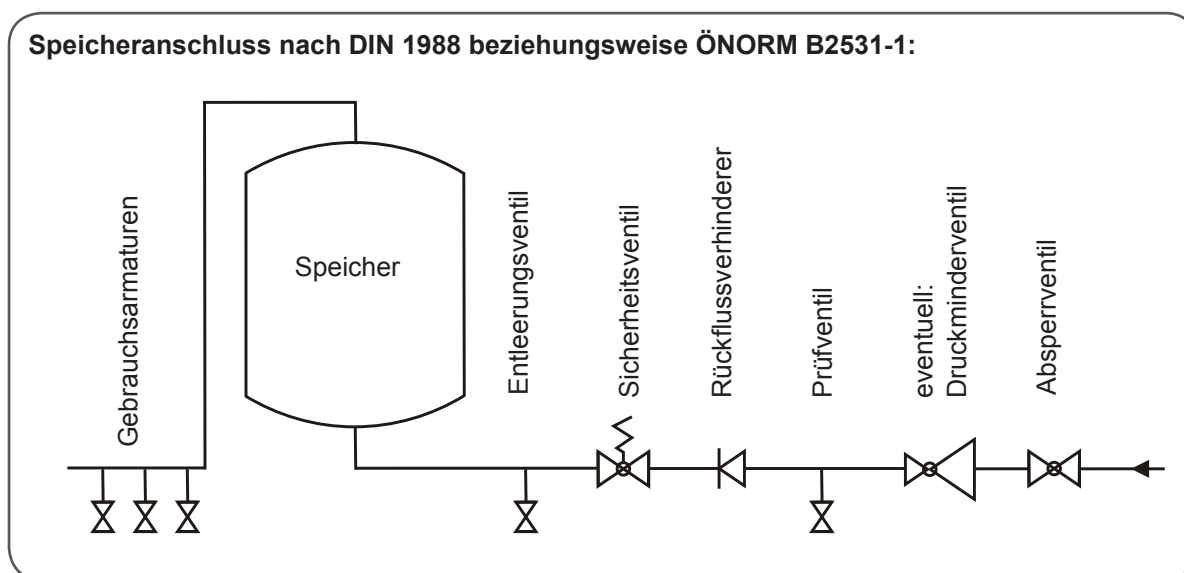 Speicheranschluss nach DIN 1988 beziehungsweise ÖNORM B2531-1:
Gebrauchsarmaturen
Speicher
Entleerungsventil
Sicherheitsventil
Rückflussverhinderer
Prüfventil
eventuell:
Druckminderventil
Absperrventil